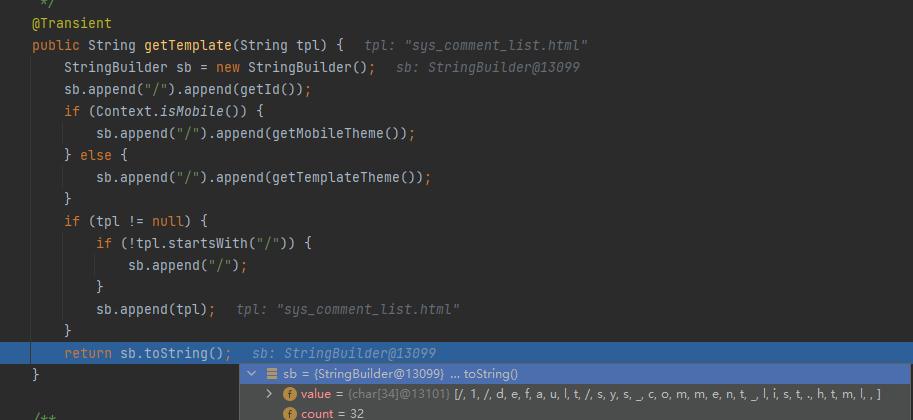 */
@Transient
public String getTemplate(String tpl) { tpl: "sys_comment_list.html"
StringBuilder sb = new StringBuilder(); sb: StringBuilder@13099
sb.append("/").append(getId());
if (Context.isMobile()) {
sb.append("/").append(getMobileTheme());
} else {
sb.append("/").append(getTemplateTheme());
}
if (tpl != null) {
if (!tpl.startsWith("/")) {
sb.append("/");
}
sb.append(tpl); tpl: "sys_comment_list.html"
}
return sb.toString(); sb: StringBuilder@13099
sb = {StringBuilder@13099} ... toString()
}
f value = {char[34]@13101} [/, 1, /, d, e, f, a, u, l, t, /, s, y, s, _, c, o, m, m, e, n, t, _, l, i, s, t, ., h, t, m, l, , ]
f count = 32
/**